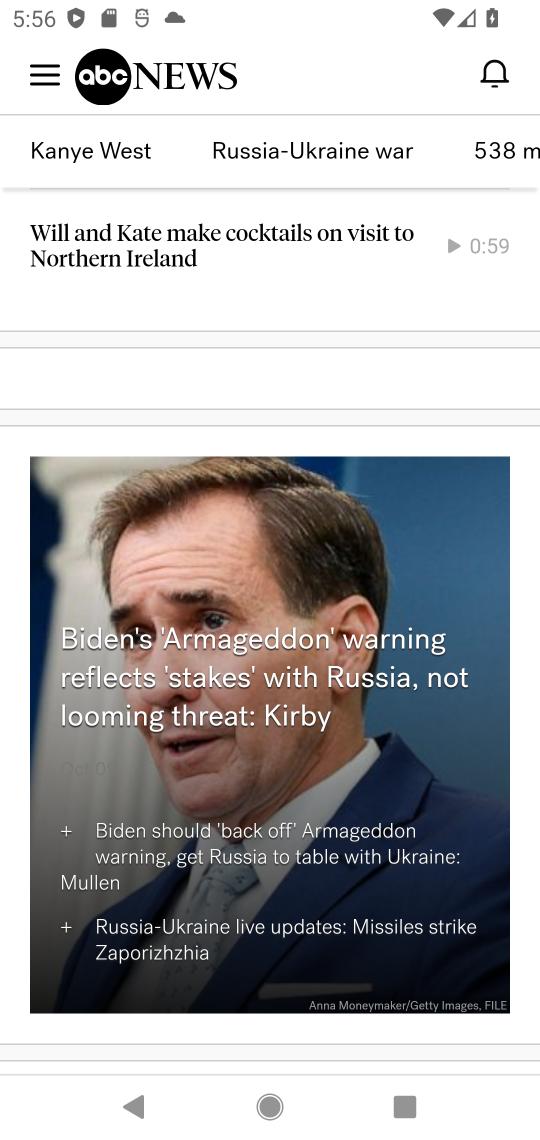 5:56
abc NEWS
Kanye West Russia-Ukraine war 538 m
Will and Kate make cocktails on visit to
Northern Ireland
0:59
Biden's 'Armageddon' warning
reflects 'stakes' with Russia, not
looming threat: Kirby
+ Biden should 'back off' Armageddon
warning, get Russia to table with Ukraine:
Mullen
+ Russia-Ukraine live updates: Missiles strike
Zaporizhzhia
Anna Moneymaker/Getty Images, FILE